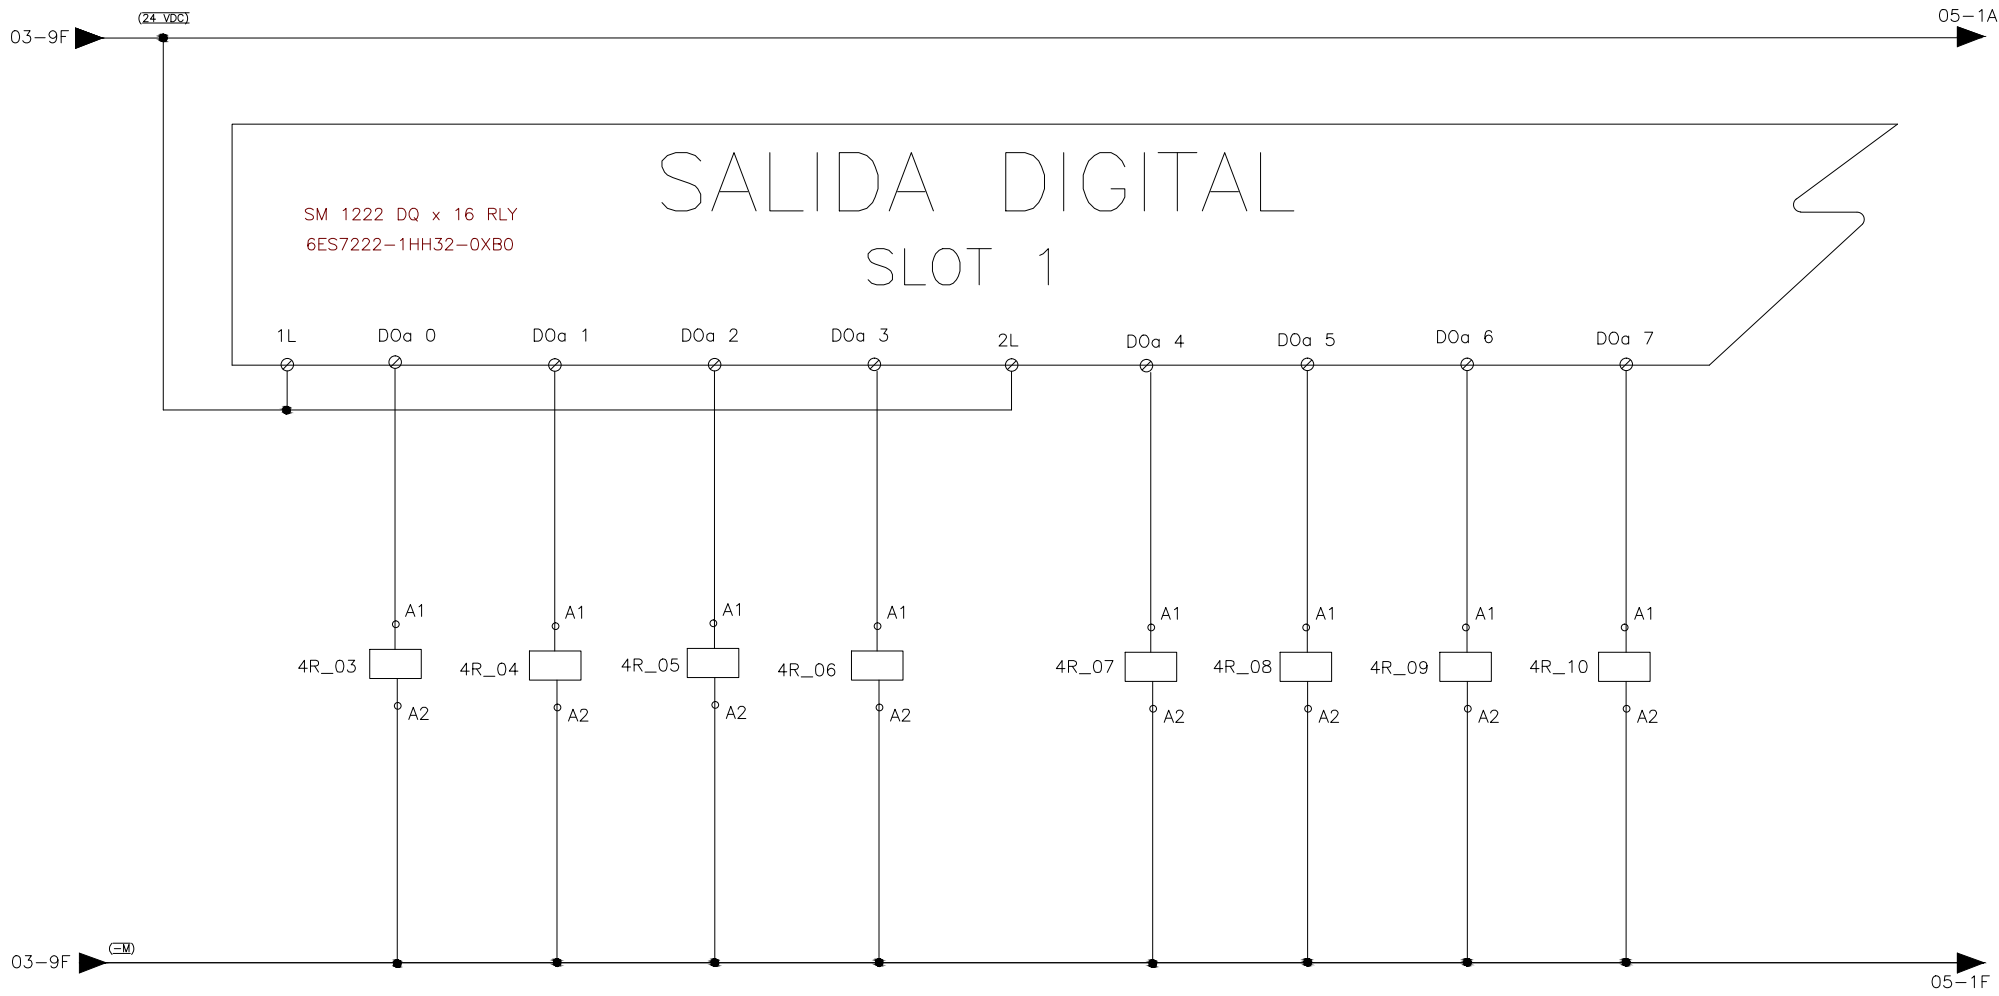 (24 VDC)
03-9F
05-1A
SALIDA DIGITAL
SM 1222 DQ x 16 RLY
6ES7222-1HH32-0XB0
SLOT 1
1L
DOa 0
DOa 1
DOa 2
DOa 3
2L
DOa 4
DOa 5
DOa 6
DOa 7
A1
A1
A1
A1
A1
A1
A1
A1
4R_03
4R_04
4R_05
4R_06
4R_07
4R_08
4R_09
4R_10
A2
A2
A2
A2
A2
A2
A2
A2
(-M)
03-9F
05-1F